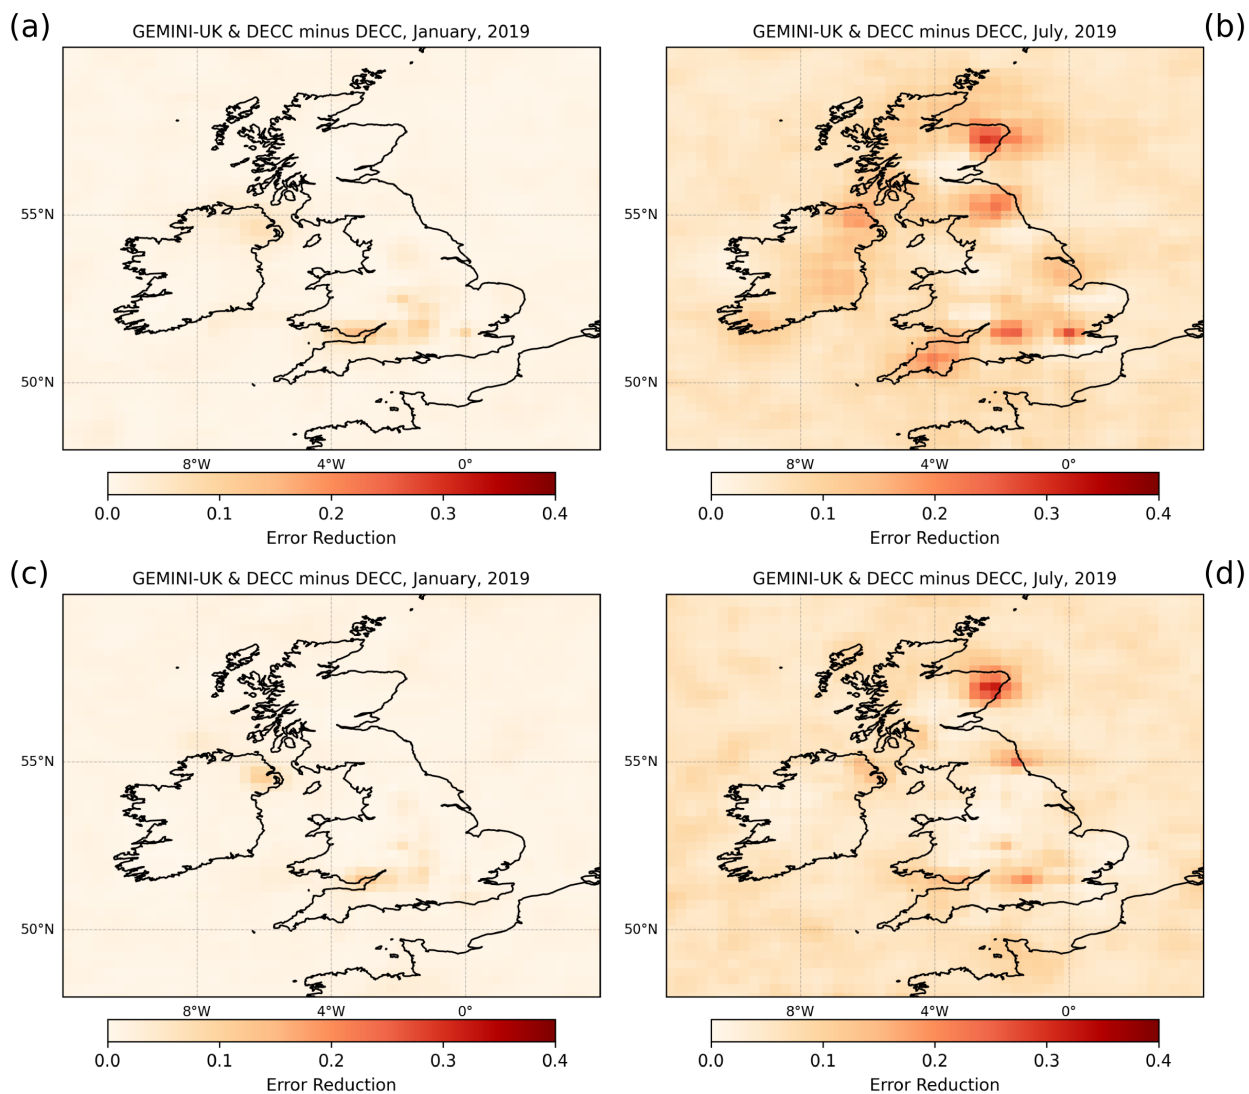 (a)
GEMINI-UK & DECC minus DECC, January, 2019
55°N
50°N
8°W 4°W 0°
0.0 0.1 0.2 0.3 0.4
Error Reduction
(b)
GEMINI-UK & DECC minus DECC, July, 2019
55°N
50°N
8°W 4°W 0°
0.0 0.1 0.2 0.3 0.4
Error Reduction
(c)
GEMINI-UK & DECC minus DECC, January, 2019
55°N
50°N
8°W 4°W 0°
0.0 0.1 0.2 0.3 0.4
Error Reduction
(d)
GEMINI-UK & DECC minus DECC, July, 2019
55°N
50°N
8°W 4°W 0°
0.0 0.1 0.2 0.3 0.4
Error Reduction